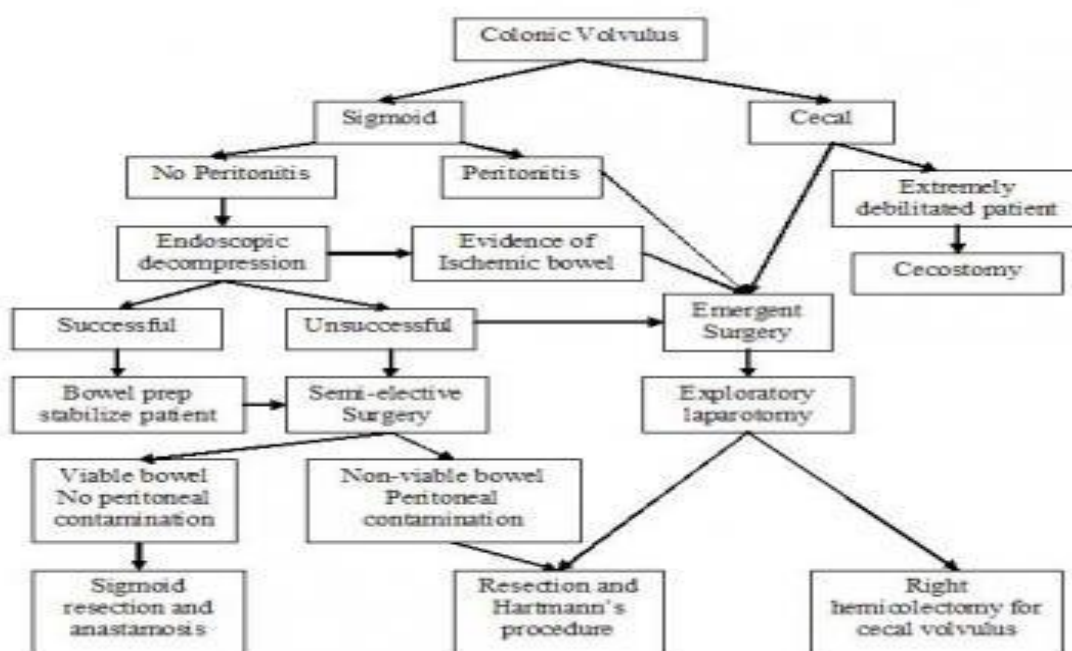 Colonic Volvulus
Sigmoid
Cecal
No Peritonitis
Peritonitis
Extremely
debilitated patient
Endoscopic
decompression
Evidence of
Ischemic bowel
Cecostomy
Successful
Unsuccessful
Emergent
Surgery
Bowel prep
stabilize patient
Semi-elective
Surgery
Exploratory
laparotomy
Viable bowel
No peritoneal
contamination
Non-viable bowel
Peritoneal
contamination
Sigmoid
resection and
anastamosis
Resection and
Hartmann's
procedure
Right
hemicolectomy for
cecal volvulus